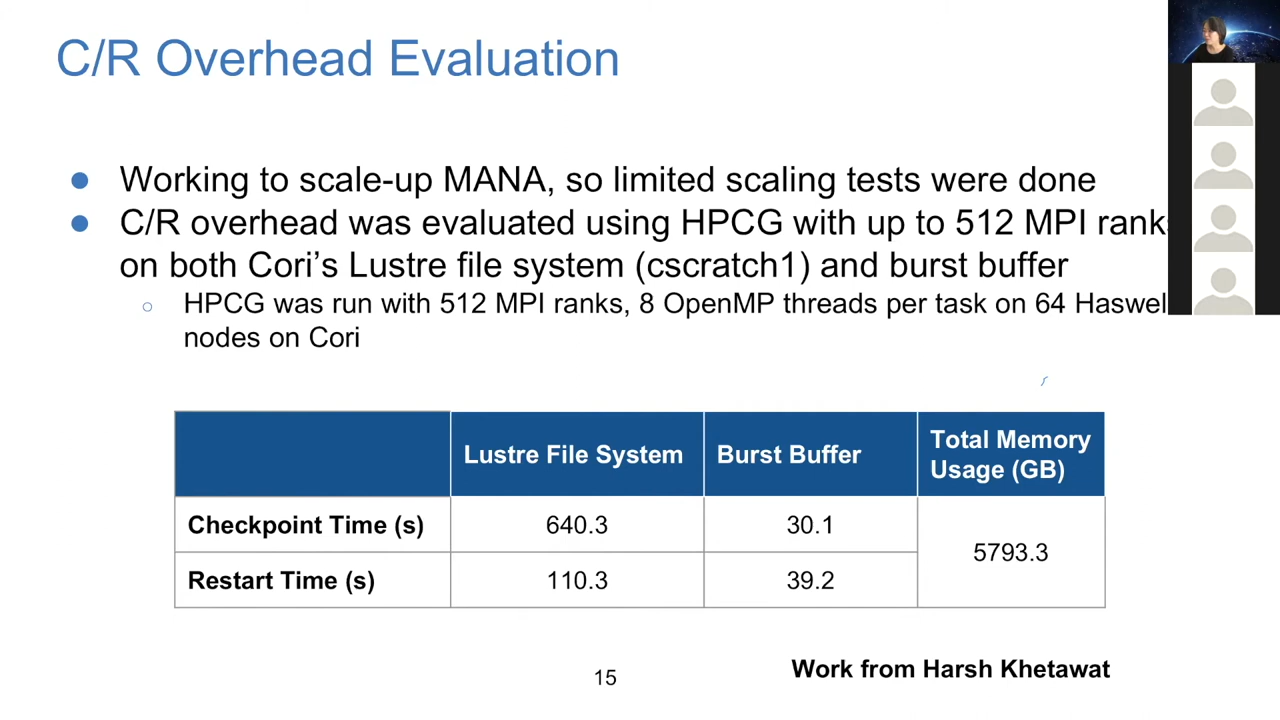 C/R Overhead Evaluation
● Working to scale-up MANA, so limited scaling tests were done
● C/R overhead was evaluated using HPCG with up to 512 MPI ranks
on both Cori's Lustre file system (cscratch1) and burst buffer
○ HPCG was run with 512 MPI ranks, 8 OpenMP threads per task on 64 Haswell
nodes on Cori
Lustre File System Burst Buffer Total Memory
Usage (GB)
Checkpoint Time (s) 640.3 30.1 5793.3
Restart Time (s) 110.3 39.2
15
Work from Harsh Khetawat